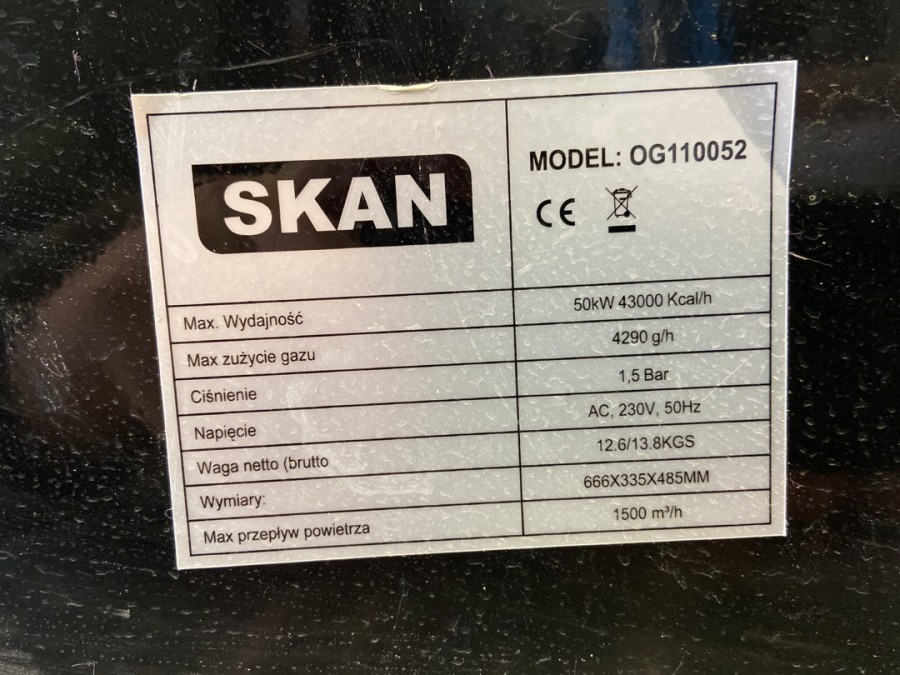 SKAN
MODEL: OG110052
CE
Max. Wydajność 50kW 43000 Kcal/h
Max zużycie gazu 4290 g/h
Ciśnienie 1,5 Bar
Napięcie AC, 230V, 50Hz
Waga netto (brutto 12.6/13.8KGS
Wymiary: 666X335X485MM
Max przepływ powietrza 1500 m³/h